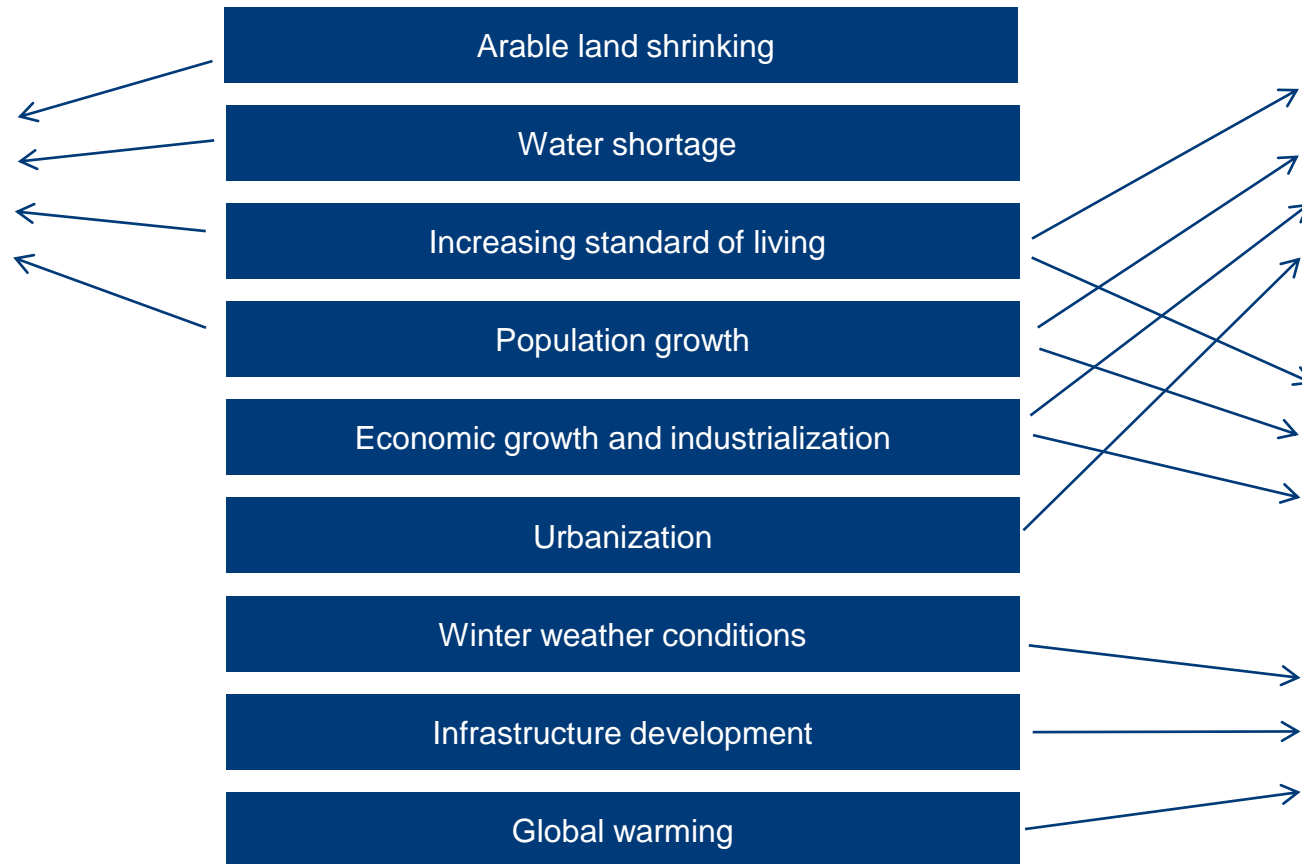 Arable land shrinking
Water shortage
Increasing standard of living
Population growth
Economic growth and industrialization
Urbanization
Winter weather conditions
Infrastructure development
Global warming